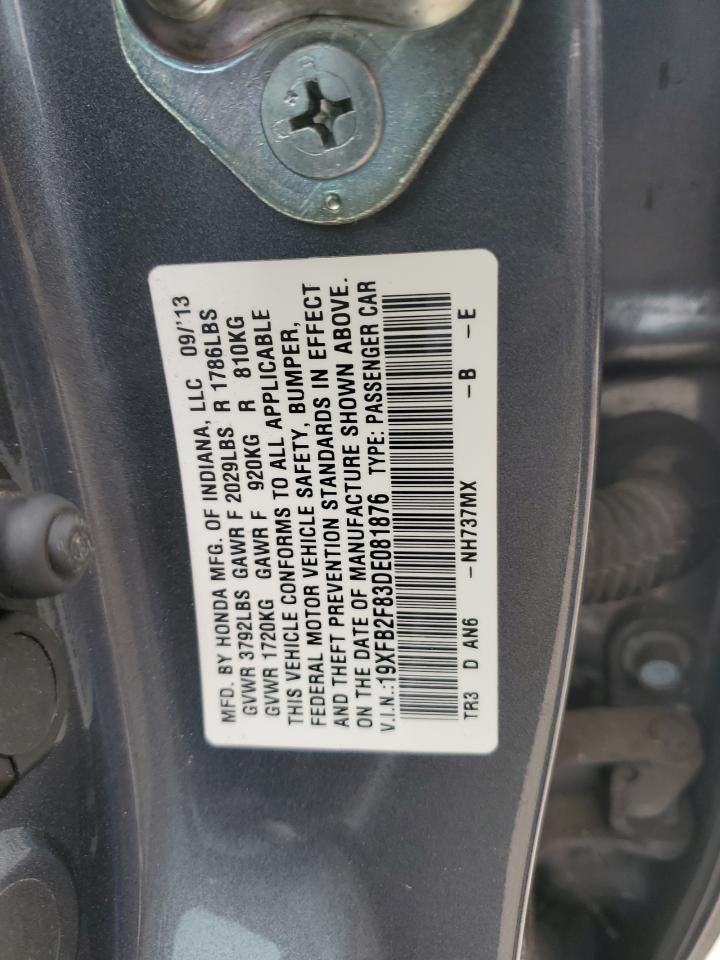 MFD. BY HONDA MFG. OF INDIANA, LLC 09/'13
GVWR 3792LBS GAWR F 2029LBS R 1786LBS
GVWR 1720KG GAWR F 920KG R 810KG
THIS VEHICLE CONFORMS TO ALL APPLICABLE
FEDERAL MOTOR VEHICLE SAFETY, BUMPER,
AND THEFT PREVENTION STANDARDS IN EFFECT
ON THE DATE OF MANUFACTURE SHOWN ABOVE.
V.I.N.:19XFB2F83DE081876 TYPE: PASSENGER CAR
TR3 D AN6 -NH737MX -B -E